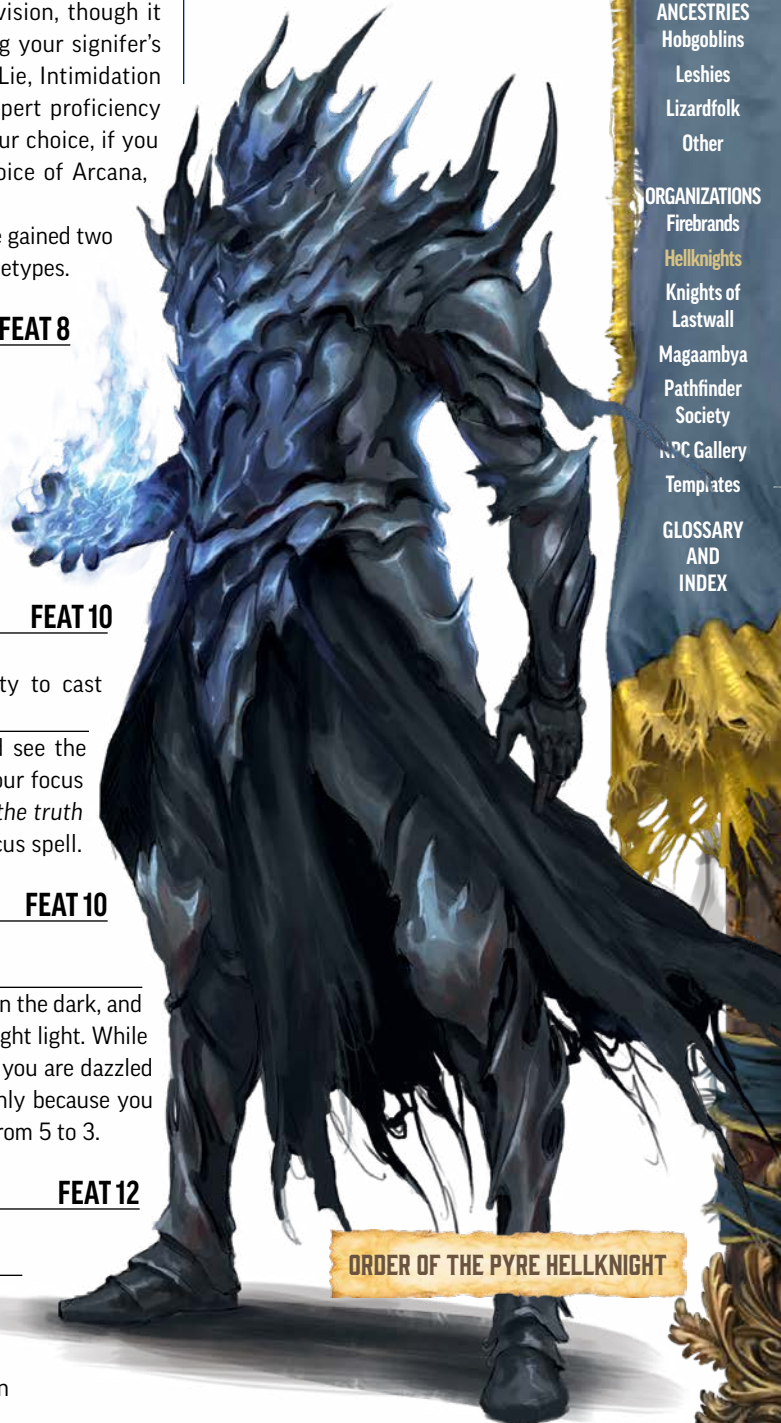 vision, though it
g your signifer's
Lie, Intimidation
pert proficiency
ur choice, if you
oice of Arcana,
e gained two
etypes.
FEAT 8
FEAT 10
ty to cast
l see the
our focus
the truth
cus spell.
FEAT 10
n the dark, and
ght light. While
you are dazzled
nly because you
rom 5 to 3.
FEAT 12
n
ORDER OF THE PYRE HELLKNIGHT
ANCESTRIES
Hobgoblins
Leshies
Lizardfolk
Other
ORGANIZATIONS
Firebrands
Hellknights
Knights of
Lastwall
Magaambya
Pathfinder
Society
NPC Gallery
Templates
GLOSSARY
AND
INDEX